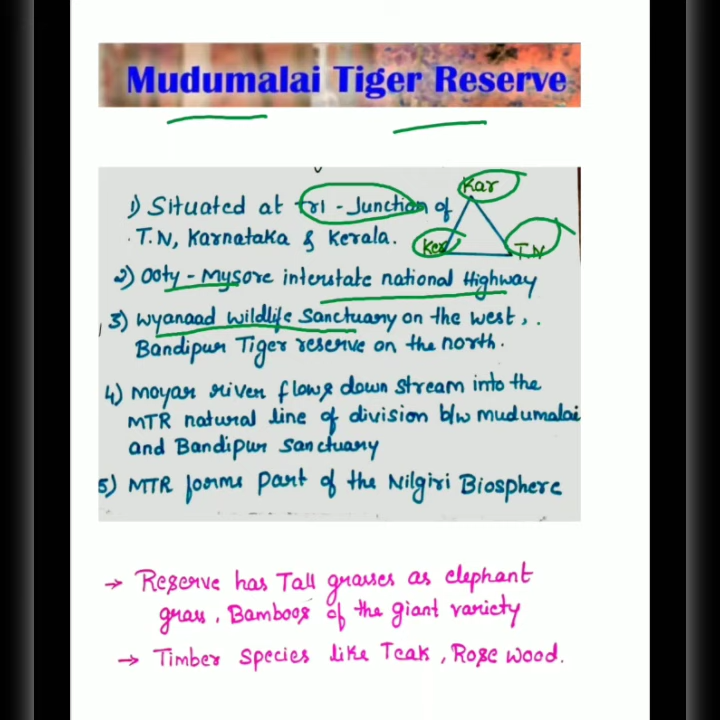 Mudumalai Tiger Reserve
Kar
1) Situated at tri - Junction of
T.N, Karnataka & Kerala.
Ker
T.N
2) Ooty - Mysore interstate national Highway
3) Wyanaad wildlife Sanctuary on the west,
Bandipur Tiger reserve on the north.
4) Moyar river flows down stream into the
MTR natural line of division b/w mudumalai
and Bandipur Sanctuary
5) MTR forms part of the Nilgiri Biosphere
→ Reserve has Tall grasses as elephant
grass, Bamboos of the giant variety
→ Timber species like Teak, Rose wood.